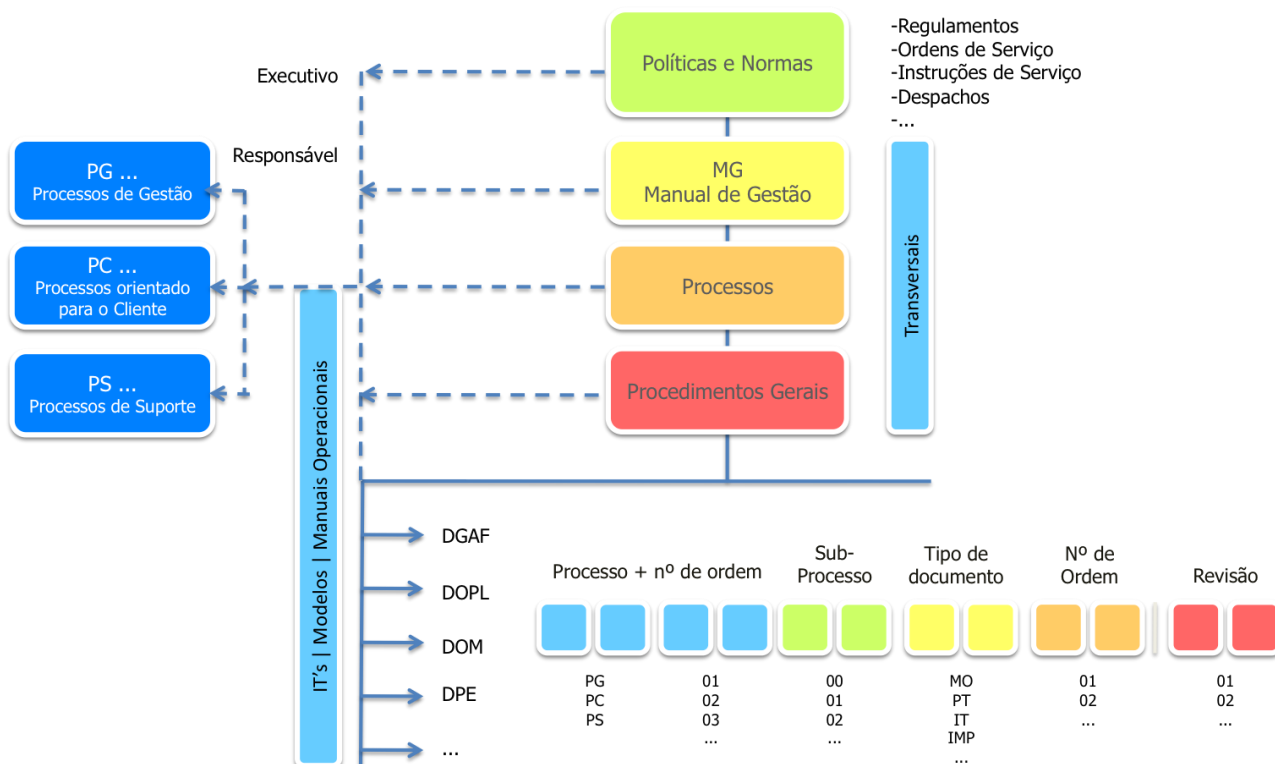 -Regulamentos
-Ordens de Serviço
-Instruções de Serviço
-Despachos
-...
Políticas e Normas
Executivo
Responsável
MG
Manual de Gestão
PG ...
Processos de Gestão
PC ...
Processos orientado
para o Cliente
Processos
Transversais
PS ...
Processos de Suporte
Procedimentos Gerais
IT's | Modelos | Manuais Operacionais
DGAF
DOPL
DOM
DPE
...
Processo + nº de ordem
Sub-
Processo
Tipo de
documento
Nº de
Ordem
Revisão
PG
PC
PS
01
02
03
...
00
01
02
...
MO
PT
IT
IMP
...
01
02
...
01
02
...